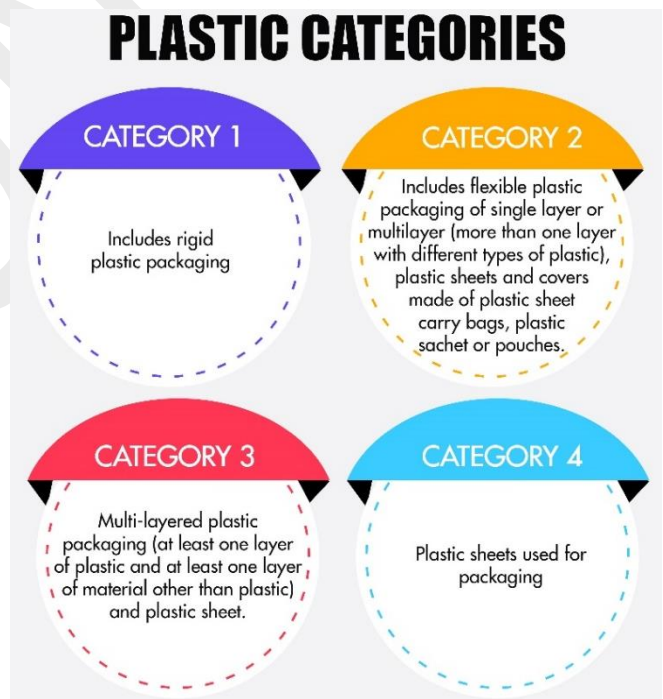 PLASTIC CATEGORIES
CATEGORY 1
Includes rigid
plastic packaging
CATEGORY 2
Includes flexible plastic
packaging of single layer or
multilayer (more than one layer
with different types of plastic),
plastic sheets and covers
made of plastic sheet
carry bags, plastic
sachet or pouches.
CATEGORY 3
Multi-layered plastic
packaging (at least one layer
of plastic and at least one layer
of material other than plastic)
and plastic sheet.
CATEGORY 4
Plastic sheets used for
packaging